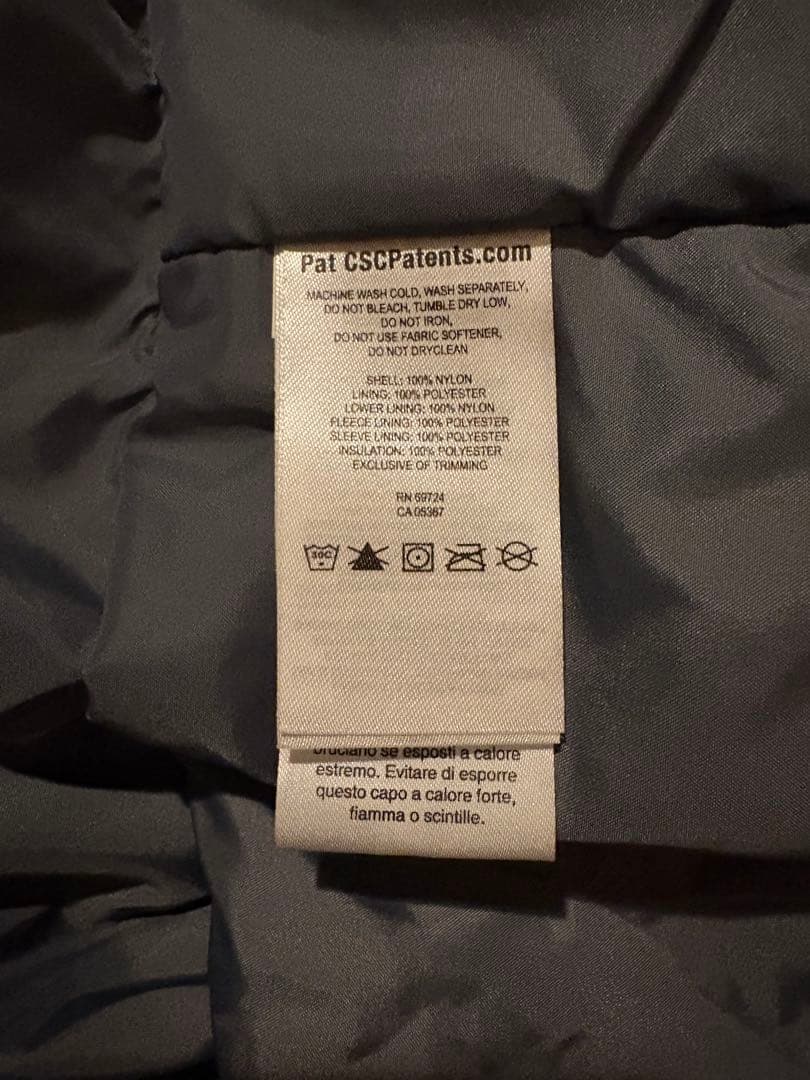 Pat CSCPatents.com
MACHINE WASH COLD, WASH SEPARATELY,
DO NOT BLEACH, TUMBLE DRY LOW,
DO NOT IRON,
DO NOT USE FABRIC SOFTENER,
DO NOT DRYCLEAN
SHELL: 100% NYLON
LINING: 100% POLYESTER
LOWER LINING: 100% NYLON
FLEECE LINING: 100% POLYESTER
SLEEVE LINING: 100% POLYESTER
INSULATION: 100% POLYESTER
EXCLUSIVE OF TRIMMING
RN 69724
CA 05367
30C
bruciano se esposti a calore
estremo. Evitare di esporre
questo capo a calore forte,
fiamma o scintille.